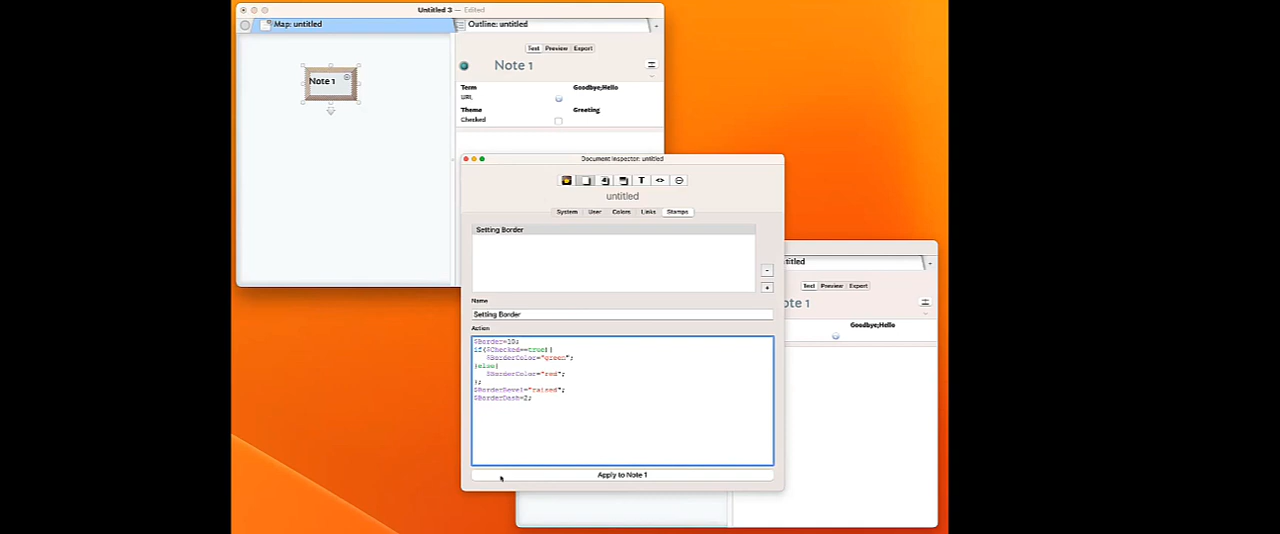 Untitled 3 — Edited
Map: untitled
Outline: untitled
Text Preview Export
Note 1
Note 1
Term Goodbye;Hello
URL
Theme Greeting
Checked
Document Inspector: untitled
untitled
System User Colors Links Stamps
Setting Border
Name
Setting Border
Action
$Border=10;
if($Checked==true){
$BorderColor="green";
}else{
$BorderColor="red";
};
$BorderBevel="raised";
$BorderDash=2;
Apply to Note 1
titled
Text Preview Export
ote 1
Goodbye;Hello